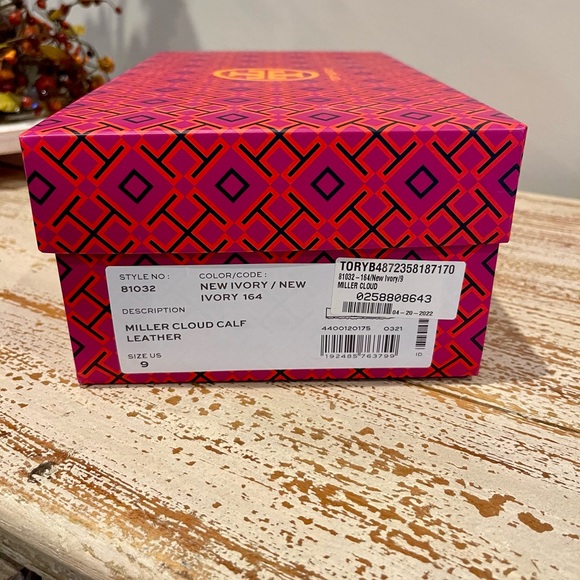 STYLE NO :
81032
COLOR/CODE :
NEW IVORY / NEW
IVORY 164
DESCRIPTION
MILLER CLOUD CALF
LEATHER
SIZE US
9
TORYB4872358187170
81032-164/New Ivory/9
MILLER CLOUD
0258808643
04-20-2022
4400120175 0321
192485763799
ID.